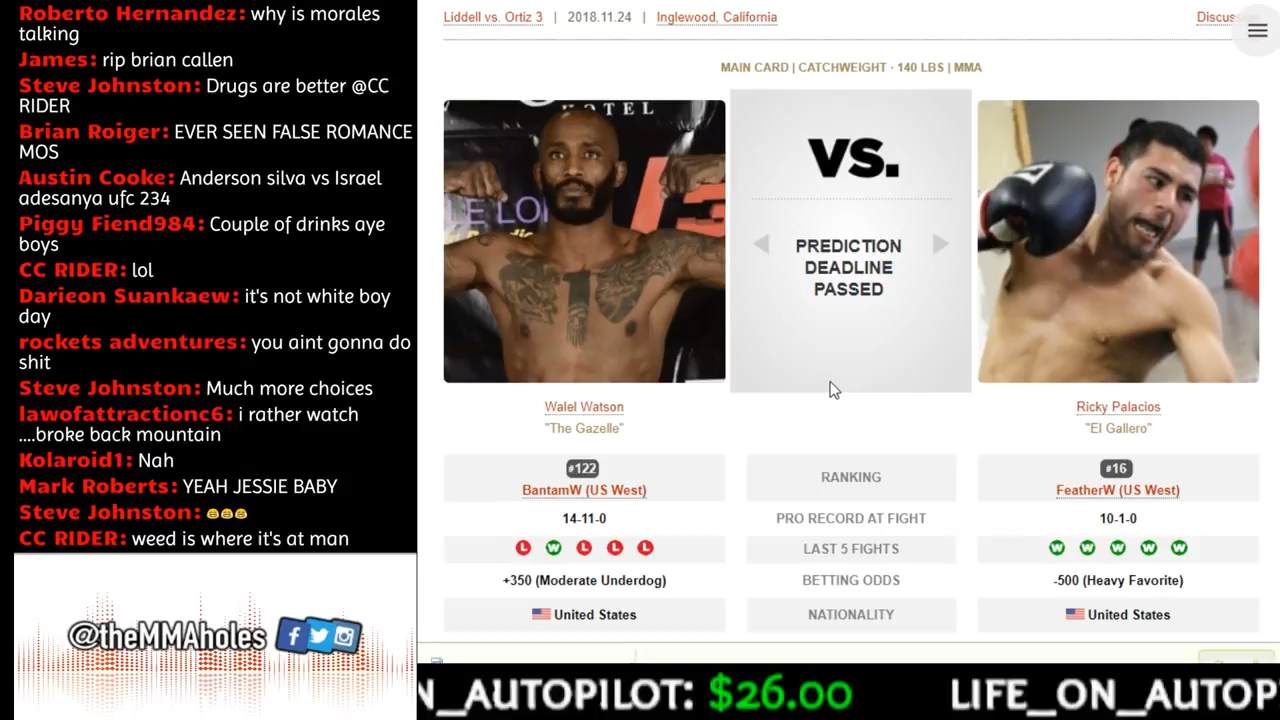 Roberto Hernandez: why is morales
talking
James: rip brian callen
Steve Johnston: Drugs are better @CC
RIDER
Brian Roiger: EVER SEEN FALSE ROMANCE
MOS
Austin Cooke: Anderson silva vs Israel
adesanya ufc 234
Piggy Fiend984: Couple of drinks aye
boys
CC RIDER: lol
Darieon Suankaew: it's not white boy
day
rockets adventures: you aint gonna do
shit
Steve Johnston: Much more choices
lawofattractionc6: i rather watch
....broke back mountain
Kolaroid1: Nah
Mark Roberts: YEAH JESSIE BABY
Steve Johnston:
CC RIDER: weed is where it's at man
@theMMAholes
Liddell vs. Ortiz 3 | 2018.11.24 | Inglewood, California
MAIN CARD | CATCHWEIGHT · 140 LBS | MMA
HOTEL
VS.
PREDICTION
DEADLINE
PASSED
Walel Watson Ricky Palacios
"The Gazelle" "El Gallero"
#122 RANKING #16
BantamW (US West) FeatherW (US West)
14-11-0 PRO RECORD AT FIGHT 10-1-0
L W L L L LAST 5 FIGHTS W W W W W
+350 (Moderate Underdog) BETTING ODDS -500 (Heavy Favorite)
United States NATIONALITY United States
N_AUTOPILOT: $26.00 LIFE_ON_AUTOP